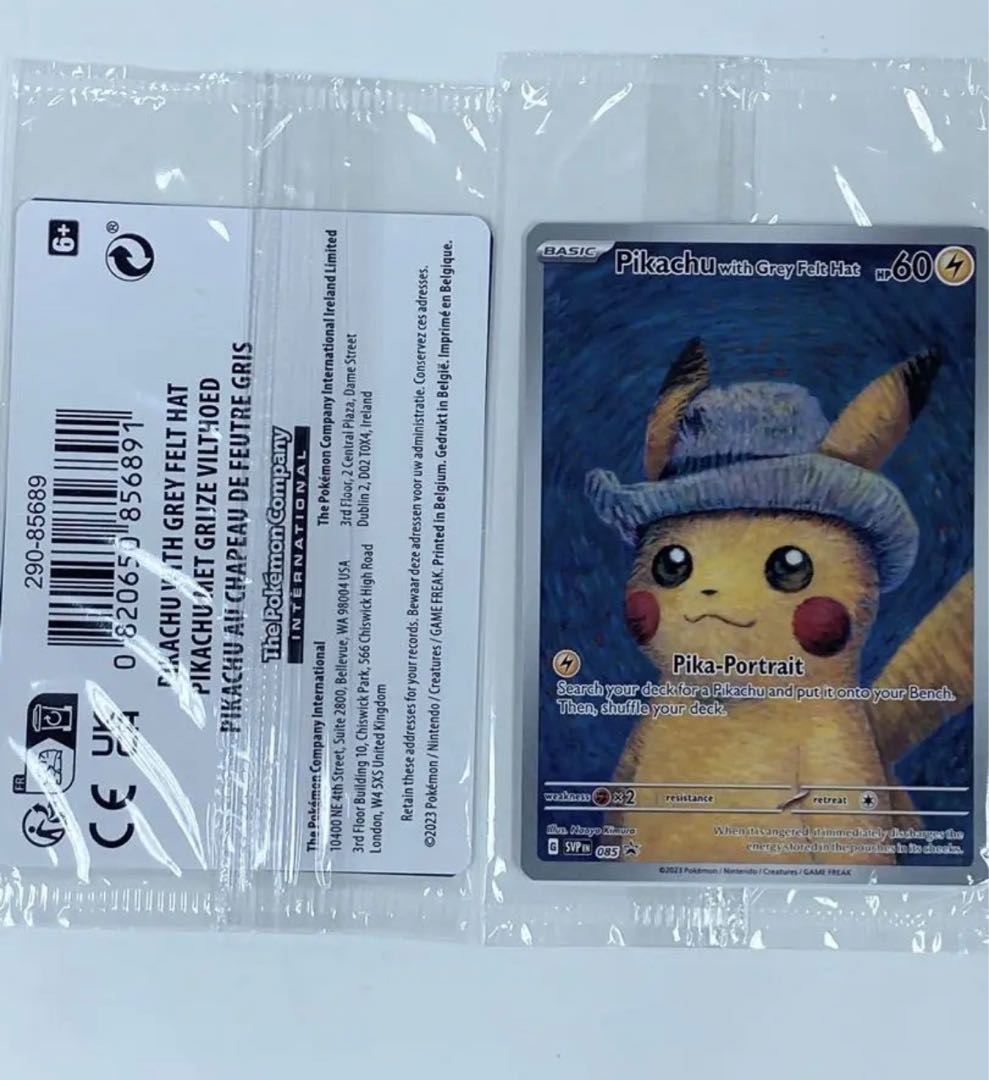 6+
®
290-85689
0 820650 856891
PIKACHU WITH GREY FELT HAT
PIKACHU MET GRIJZE VILTHOED
PIKACHU AU CHAPEAU DE FEUTRE GRIS
FR
CE UK CA
The Pokémon Company
INTERNATIONAL
The Pokémon Company International
10400 NE 4th Street, Suite 2800, Bellevue, WA 98004 USA
3rd Floor Building 10, Chiswick Park, 566 Chiswick High Road
London, W4 5XS United Kingdom
The Pokémon Company International Ireland Limited
3rd Floor, 2 Central Plaza, Dame Street
Dublin 2, D02 T0X4, Ireland
Retain these addresses for your records. Bewaar deze adressen voor uw administratie. Conservez ces adresses.
©2023 Pokémon / Nintendo / Creatures / GAME FREAK. Printed in Belgium. Gedrukt in België. Imprimé en Belgique.
BASIC Pikachu with Grey Felt Hat HP 60
Pika-Portrait
Search your deck for a Pikachu and put it onto your Bench.
Then, shuffle your deck.
weakness ×2 resistance retreat
Illus. Naoyo Kimura
When it is angered, it immediately discharges the
energy stored in the pouches in its cheeks.
G SVP EN 085
©2023 Pokémon / Nintendo / Creatures / GAME FREAK